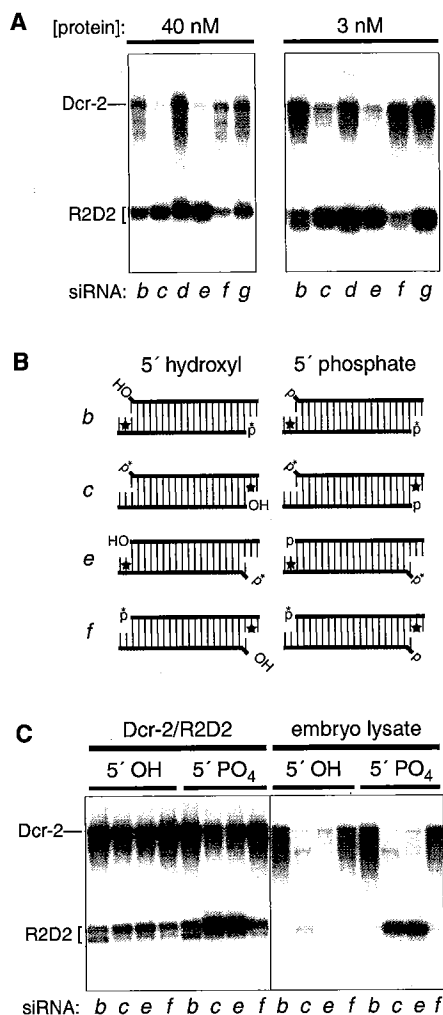 A
[protein]: 40 nM 3 nM
Dcr-2
R2D2 [
siRNA: b c d e f g b c d e f g
B
5´ hydroxyl 5´ phosphate
HO p
b
p* p*
p* p*
c
OH p
HO p
e
p* p*
p* p*
f
OH p
C
Dcr-2/R2D2 embryo lysate
5´ OH 5´ PO4 5´ OH 5´ PO4
Dcr-2
R2D2 [
siRNA: b c e f b c e f b c e f b c e f